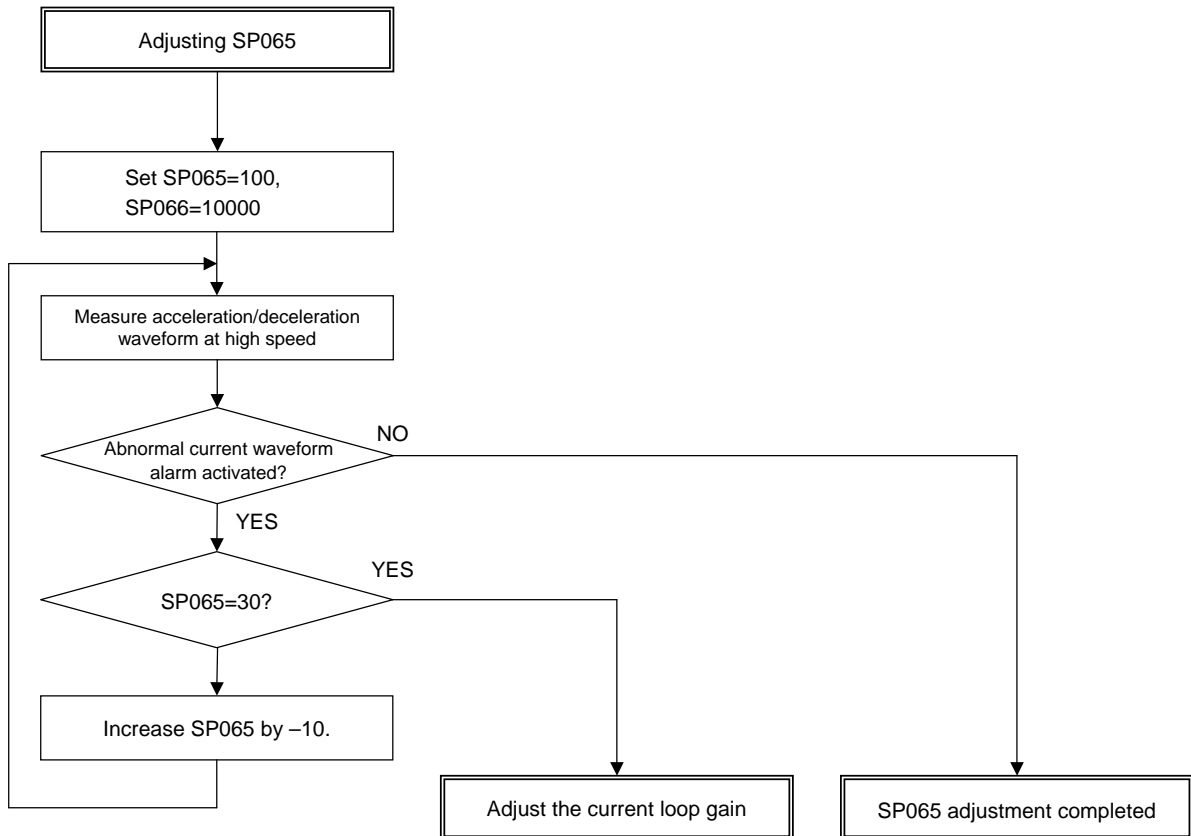 Adjusting SP065
Set SP065=100,
SP066=10000
Measure acceleration/deceleration
waveform at high speed
Abnormal current waveform
alarm activated?
NO
YES
SP065=30?
YES
Increase SP065 by –10.
Adjust the current loop gain
SP065 adjustment completed